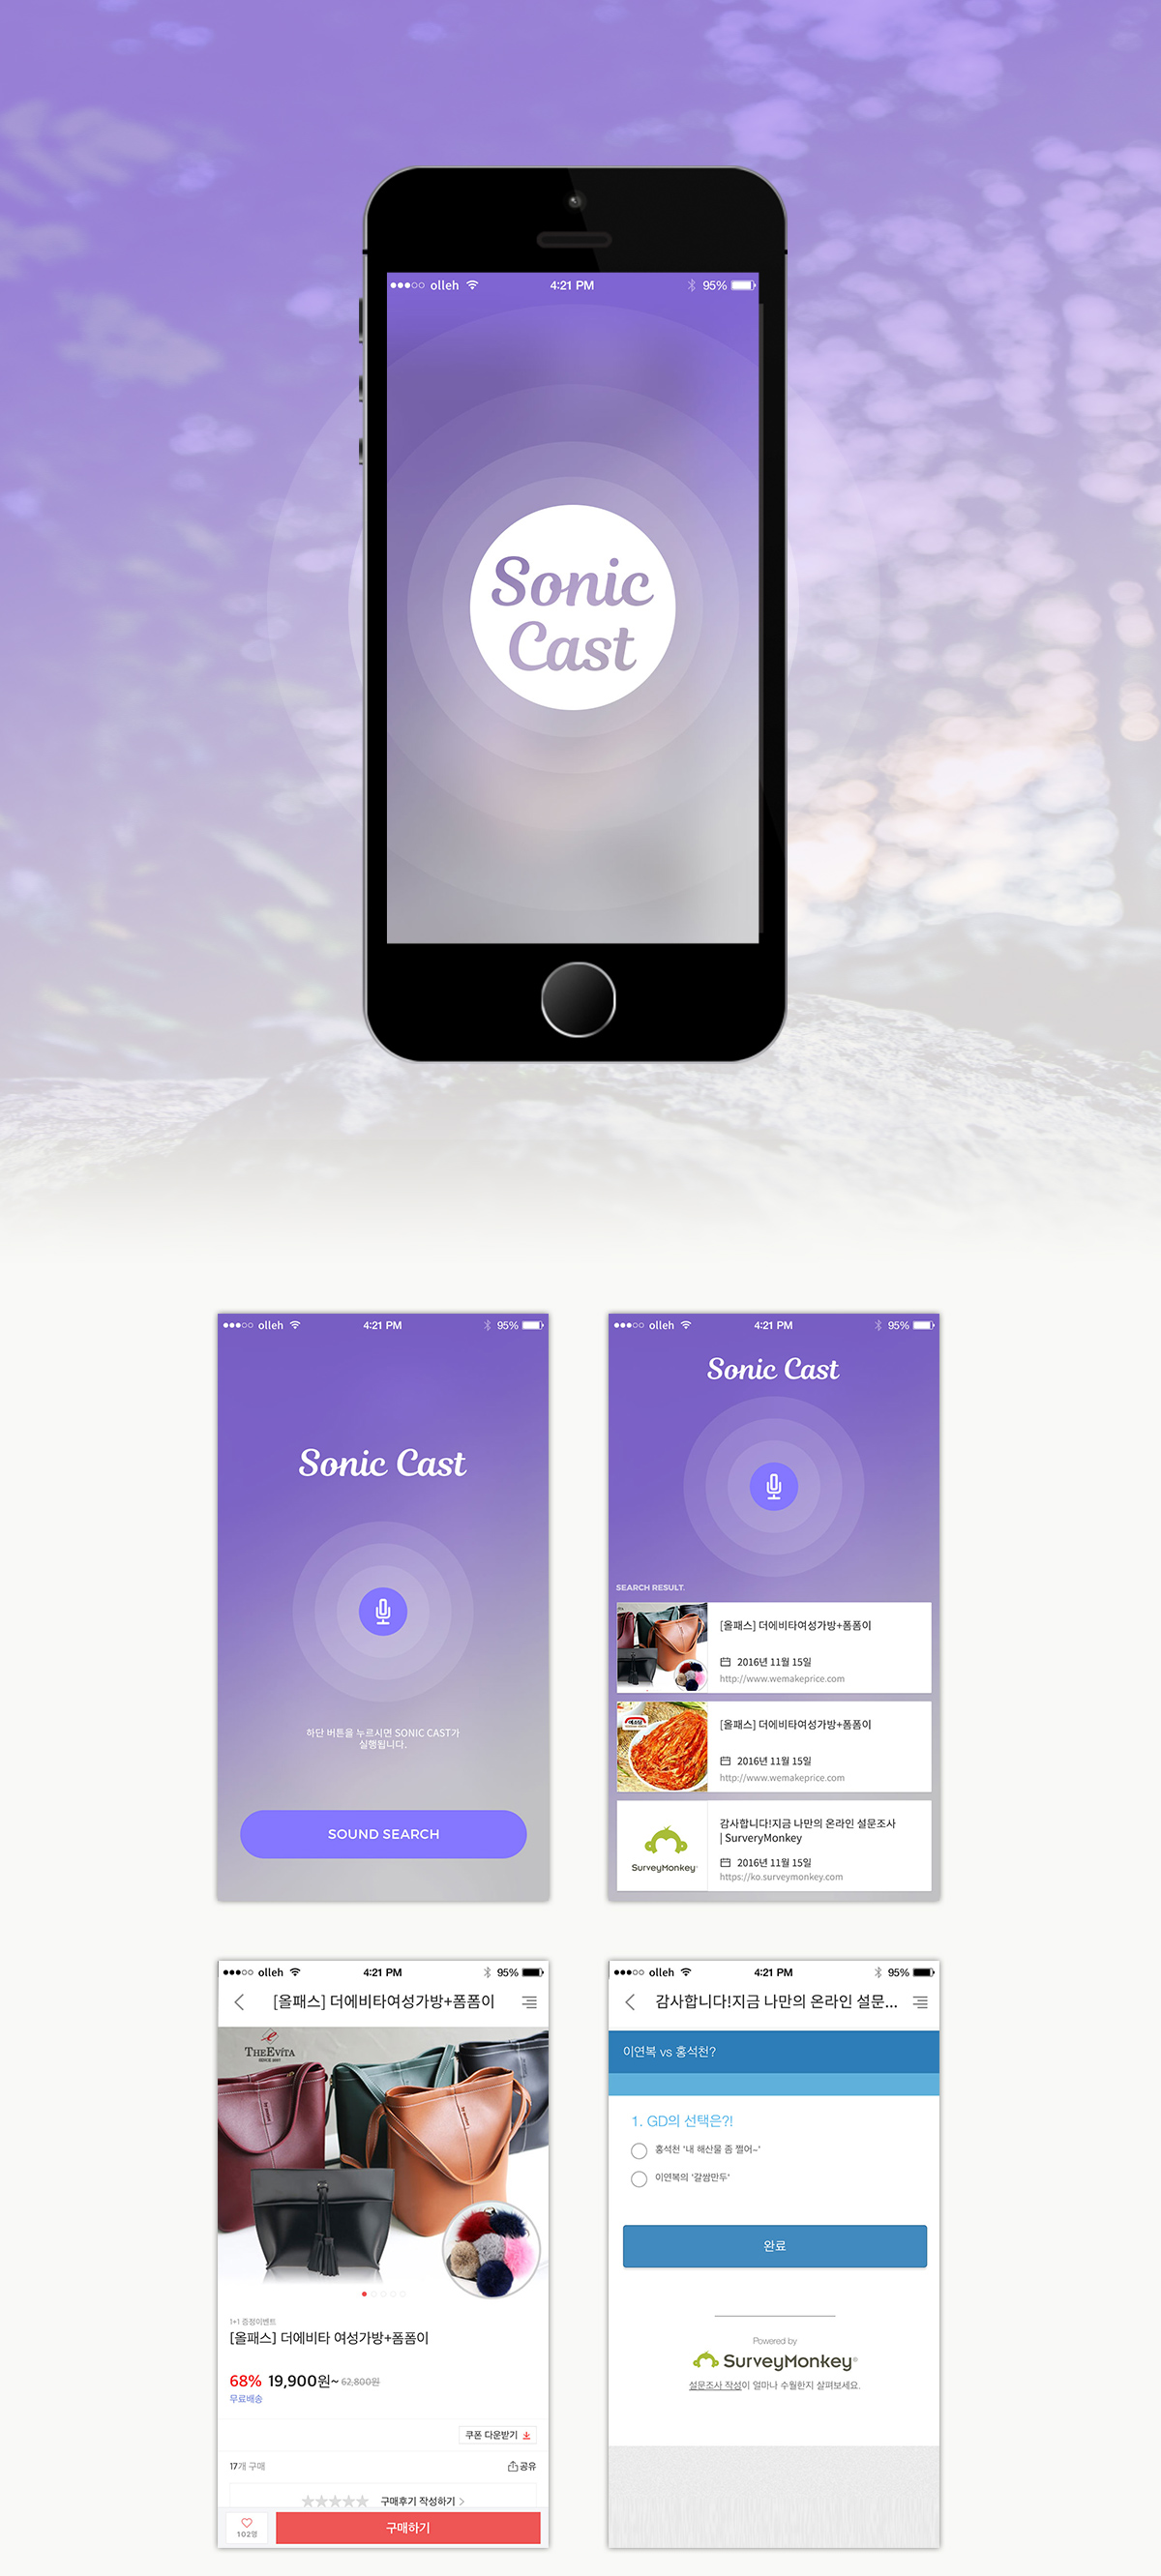 olleh 4:21 PM 95%
Sonic
Cast
olleh 4:21 PM 95%
Sonic Cast
하단 버튼을 누르시면 SONIC CAST가
실행됩니다.
SOUND SEARCH
olleh 4:21 PM 95%
Sonic Cast
SEARCH RESULT.
[올패스] 더에비타여성가방+폼폼이
2016년 11월 15일
http://www.wemakeprice.com
[올패스] 더에비타여성가방+폼폼이
2016년 11월 15일
http://www.wemakeprice.com
SurveyMonkey
감사합니다!지금 나만의 온라인 설문조사
| SurveryMonkey
2016년 11월 15일
https://ko.surveymonkey.com
olleh 4:21 PM 95%
[올패스] 더에비타여성가방+폼폼이
THEEVITA
1+1 증정이벤트
[올패스] 더에비타 여성가방+폼폼이
68% 19,900원~ 62,800원
무료배송
쿠폰 다운받기
17개 구매
공유
구매후기 작성하기 >
102명
구매하기
olleh 4:21 PM 95%
감사합니다!지금 나만의 온라인 설문...
이연복 vs 홍석천?
1. GD의 선택은?!
홍석천 '내 해산물 좀 쩔어~'
이연복의 '갈쌈만두'
완료
Powered by
SurveyMonkey®
설문조사 작성이 얼마나 수월한지 살펴보세요.